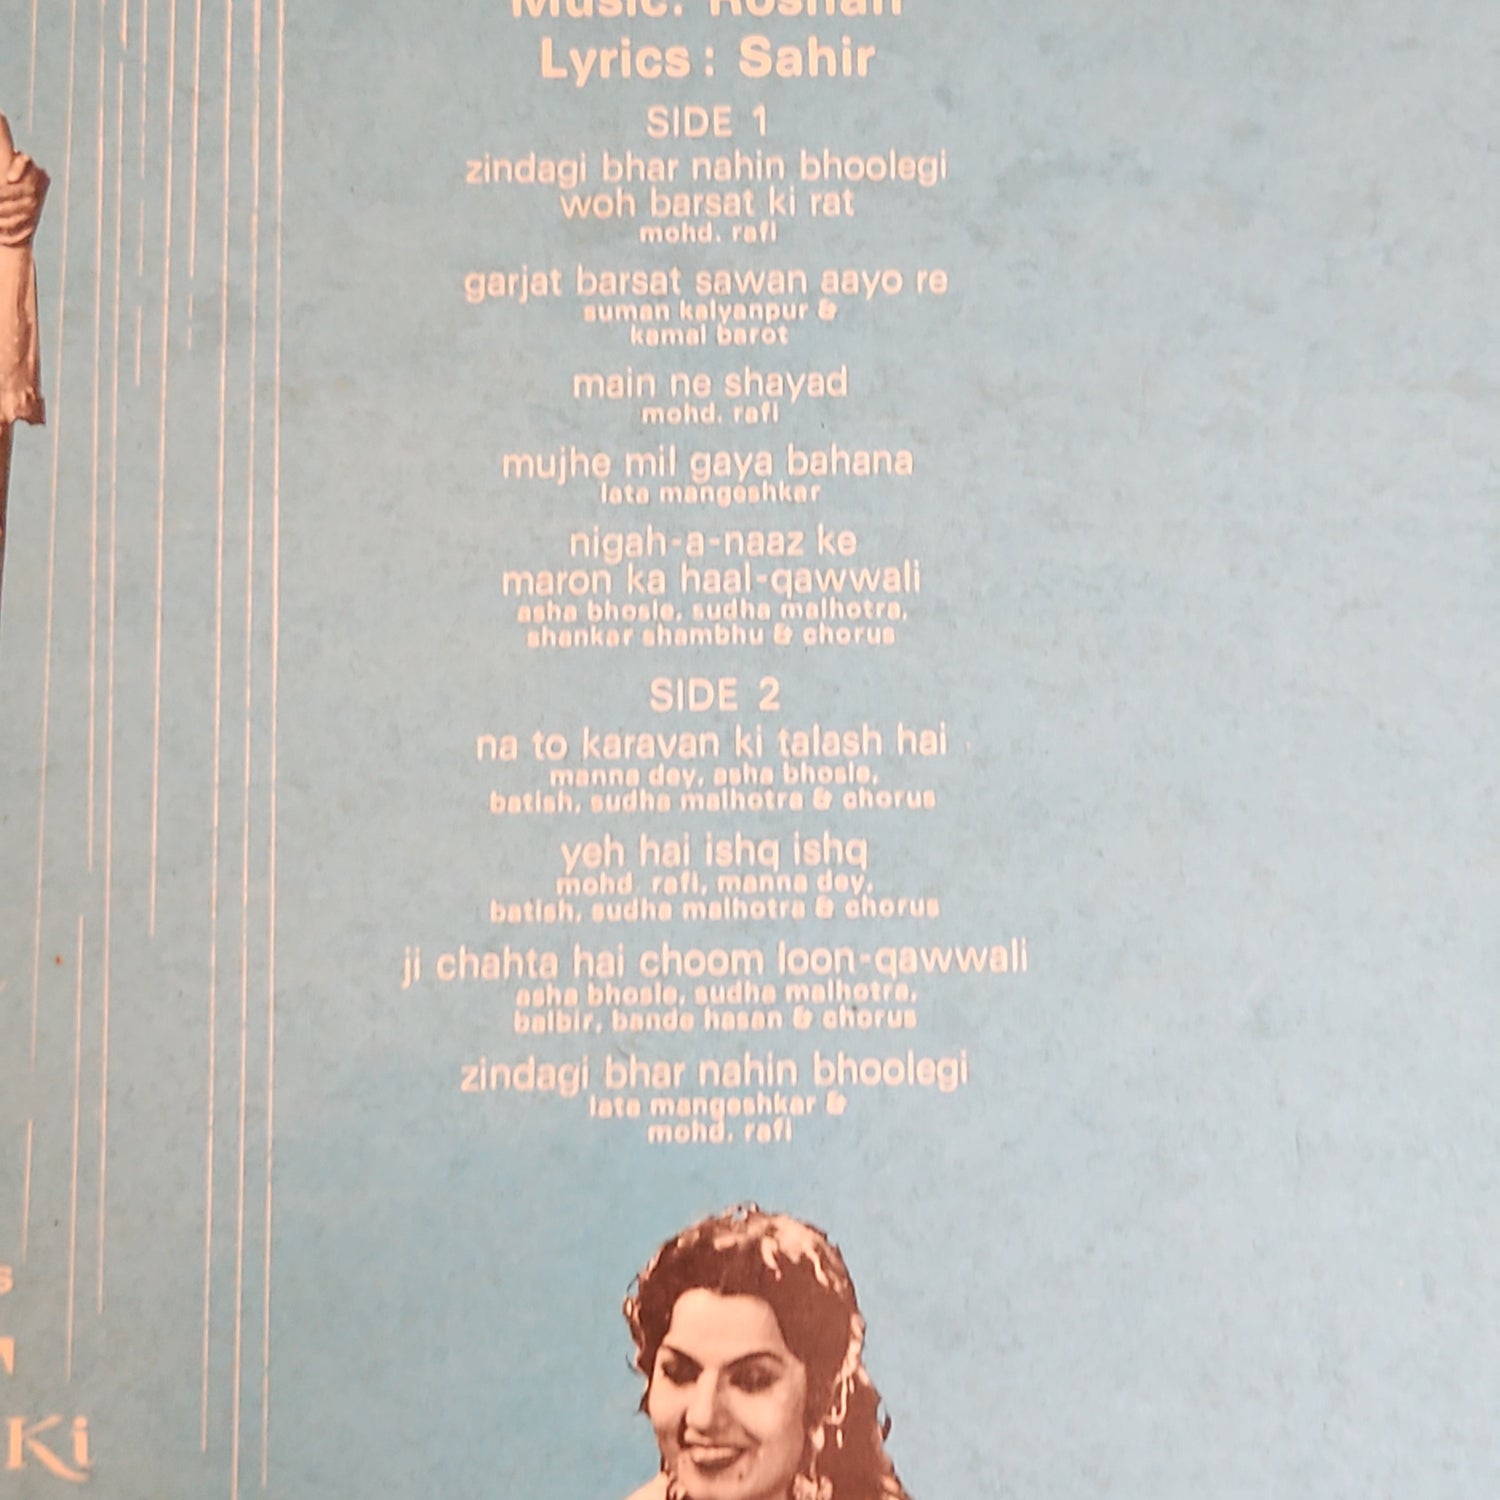 Music: Roshan
Lyrics : Sahir
SIDE 1
zindagi bhar nahin bhoolegi
woh barsat ki rat
mohd. rafi
garjat barsat sawan aayo re
suman kalyanpur &
kamal barot
main ne shayad
mohd. rafi
mujhe mil gaya bahana
lata mangeshkar
nigah-a-naaz ke
maron ka haal-qawwali
asha bhosle, sudha malhotra,
shankar shambhu & chorus
SIDE 2
na to karavan ki talash hai
manna dey, asha bhosle,
batish, sudha malhotra & chorus
yeh hai ishq ishq
mohd. rafi, manna dey,
batish, sudha malhotra & chorus
ji chahta hai choom loon-qawwali
asha bhosle, sudha malhotra,
balbir, bande hasan & chorus
zindagi bhar nahin bhoolegi
lata mangeshkar &
mohd. rafi
Ki